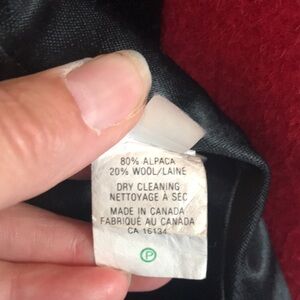 80% ALPACA
20% WOOL/LAINE
DRY CLEANING
NETTOYAGE À SEC
MADE IN CANADA
FABRIQUÉ AU CANADA
CA 16134
P